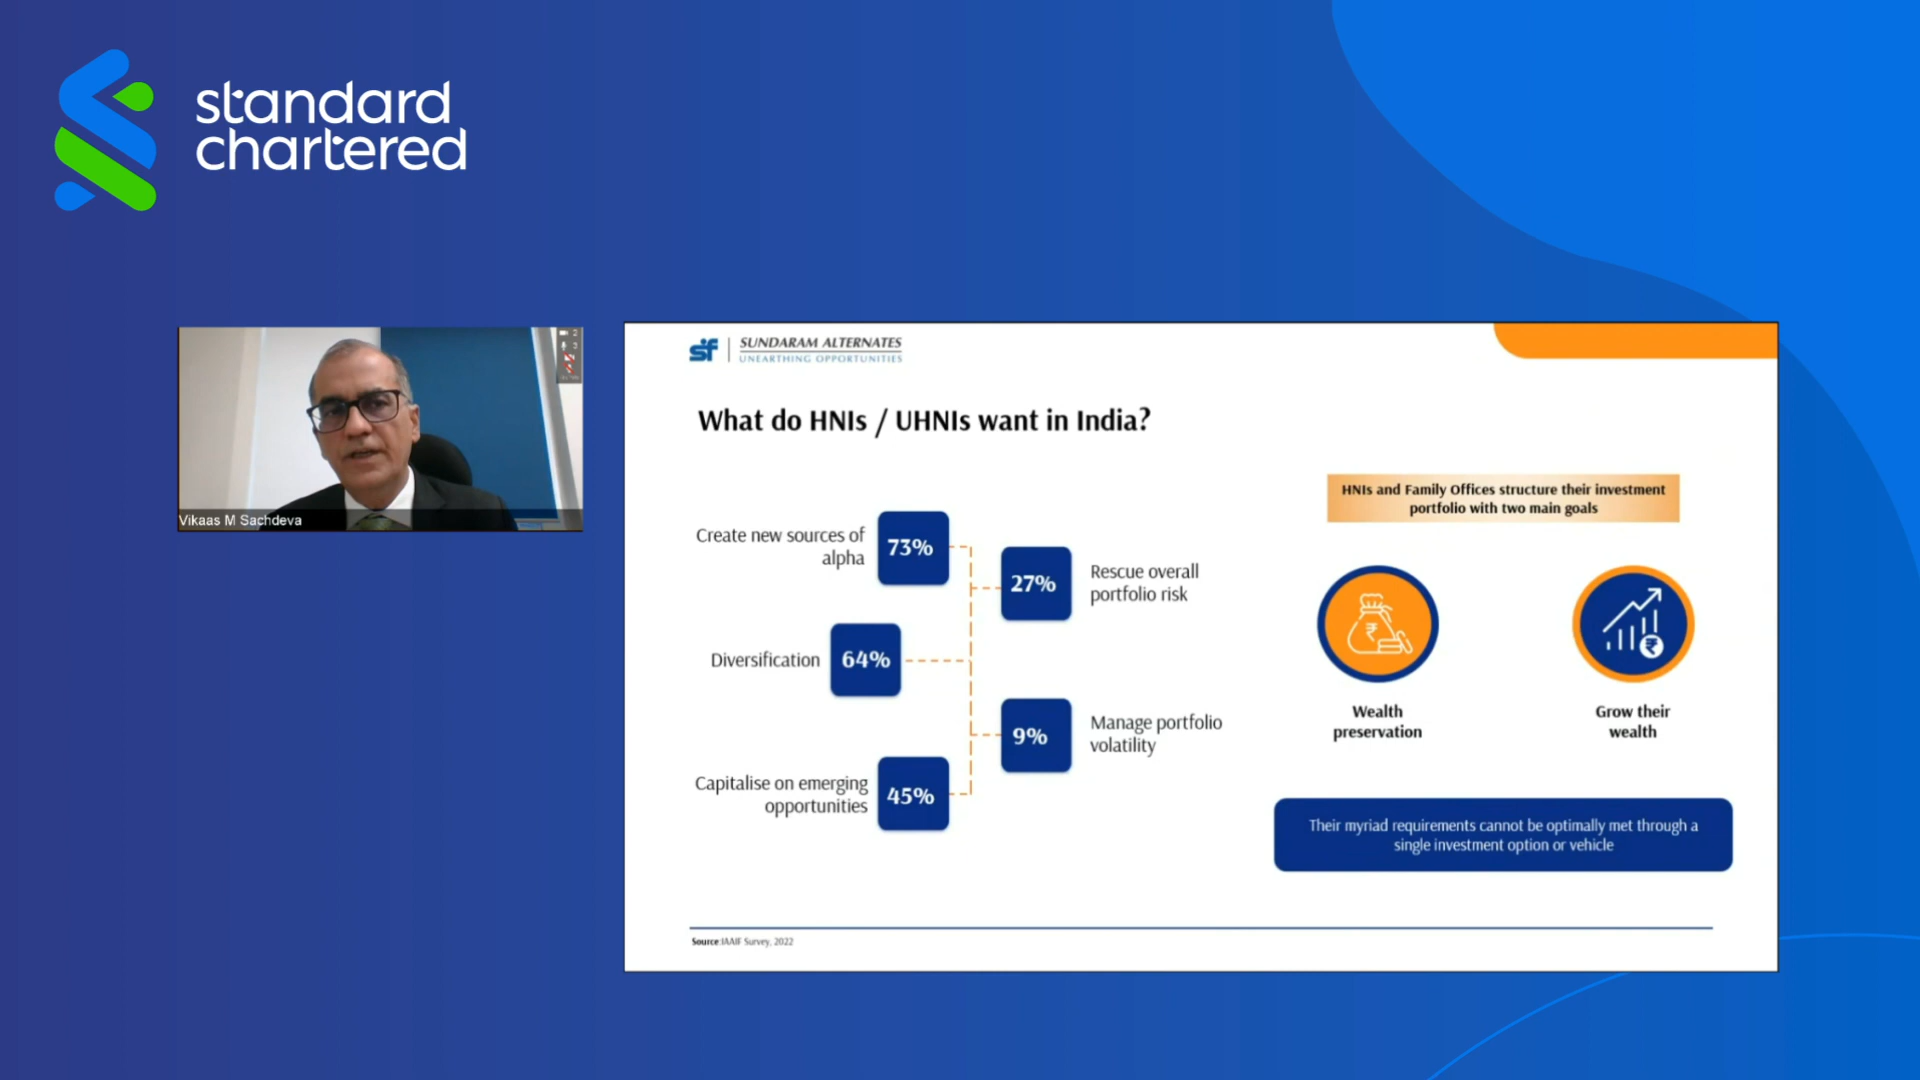 standard
chartered
Vikaas M Sachdeva
sf
SUNDARAM ALTERNATES
UNEARTHING OPPORTUNITIES
What do HNIs / UHNIs want in India?
Create new sources of
alpha
73%
27%
Rescue overall
portfolio risk
Diversification
64%
9%
Manage portfolio
volatility
Capitalise on emerging
opportunities
45%
HNIs and Family Offices structure their investment
portfolio with two main goals
Wealth
preservation
Grow their
wealth
Their myriad requirements cannot be optimally met through a
single investment option or vehicle
Source:IAAIF Survey, 2022